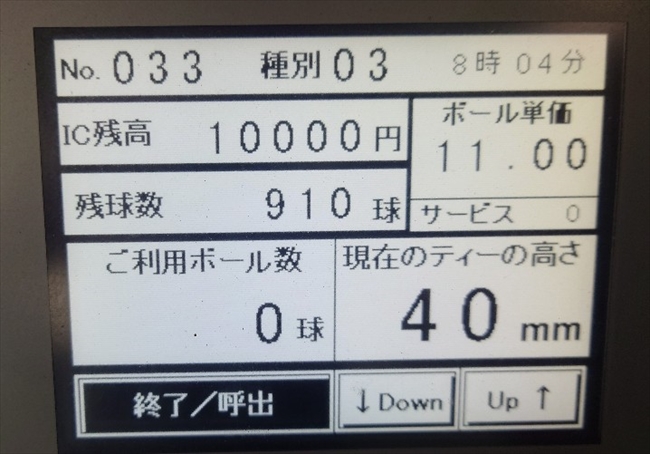 No. 033 種別 03 8時 04分
IC残高 10000円
ボール単価
11.00
残球数 910 球
サービス 0
ご利用ボール数
0 球
現在のティーの高さ
40 mm
終了/呼出 ↓Down Up ↑